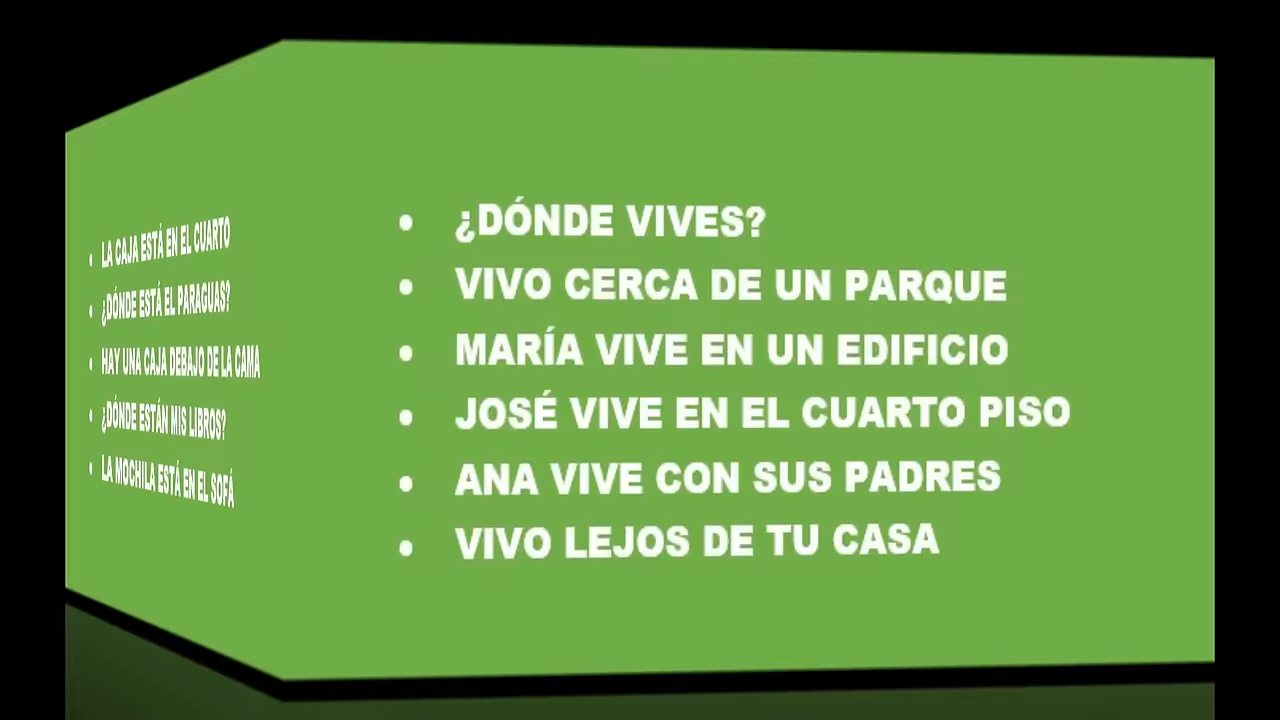 • LA CAJA ESTÁ EN EL CUARTO
• ¿DÓNDE ESTÁ EL PARAGUAS?
• HAY UNA CAJA DEBAJO DE LA CAMA
• ¿DÓNDE ESTÁN MIS LIBROS?
• LA MOCHILA ESTÁ EN EL SOFÁ
• ¿DÓNDE VIVES?
• VIVO CERCA DE UN PARQUE
• MARÍA VIVE EN UN EDIFICIO
• JOSÉ VIVE EN EL CUARTO PISO
• ANA VIVE CON SUS PADRES
• VIVO LEJOS DE TU CASA